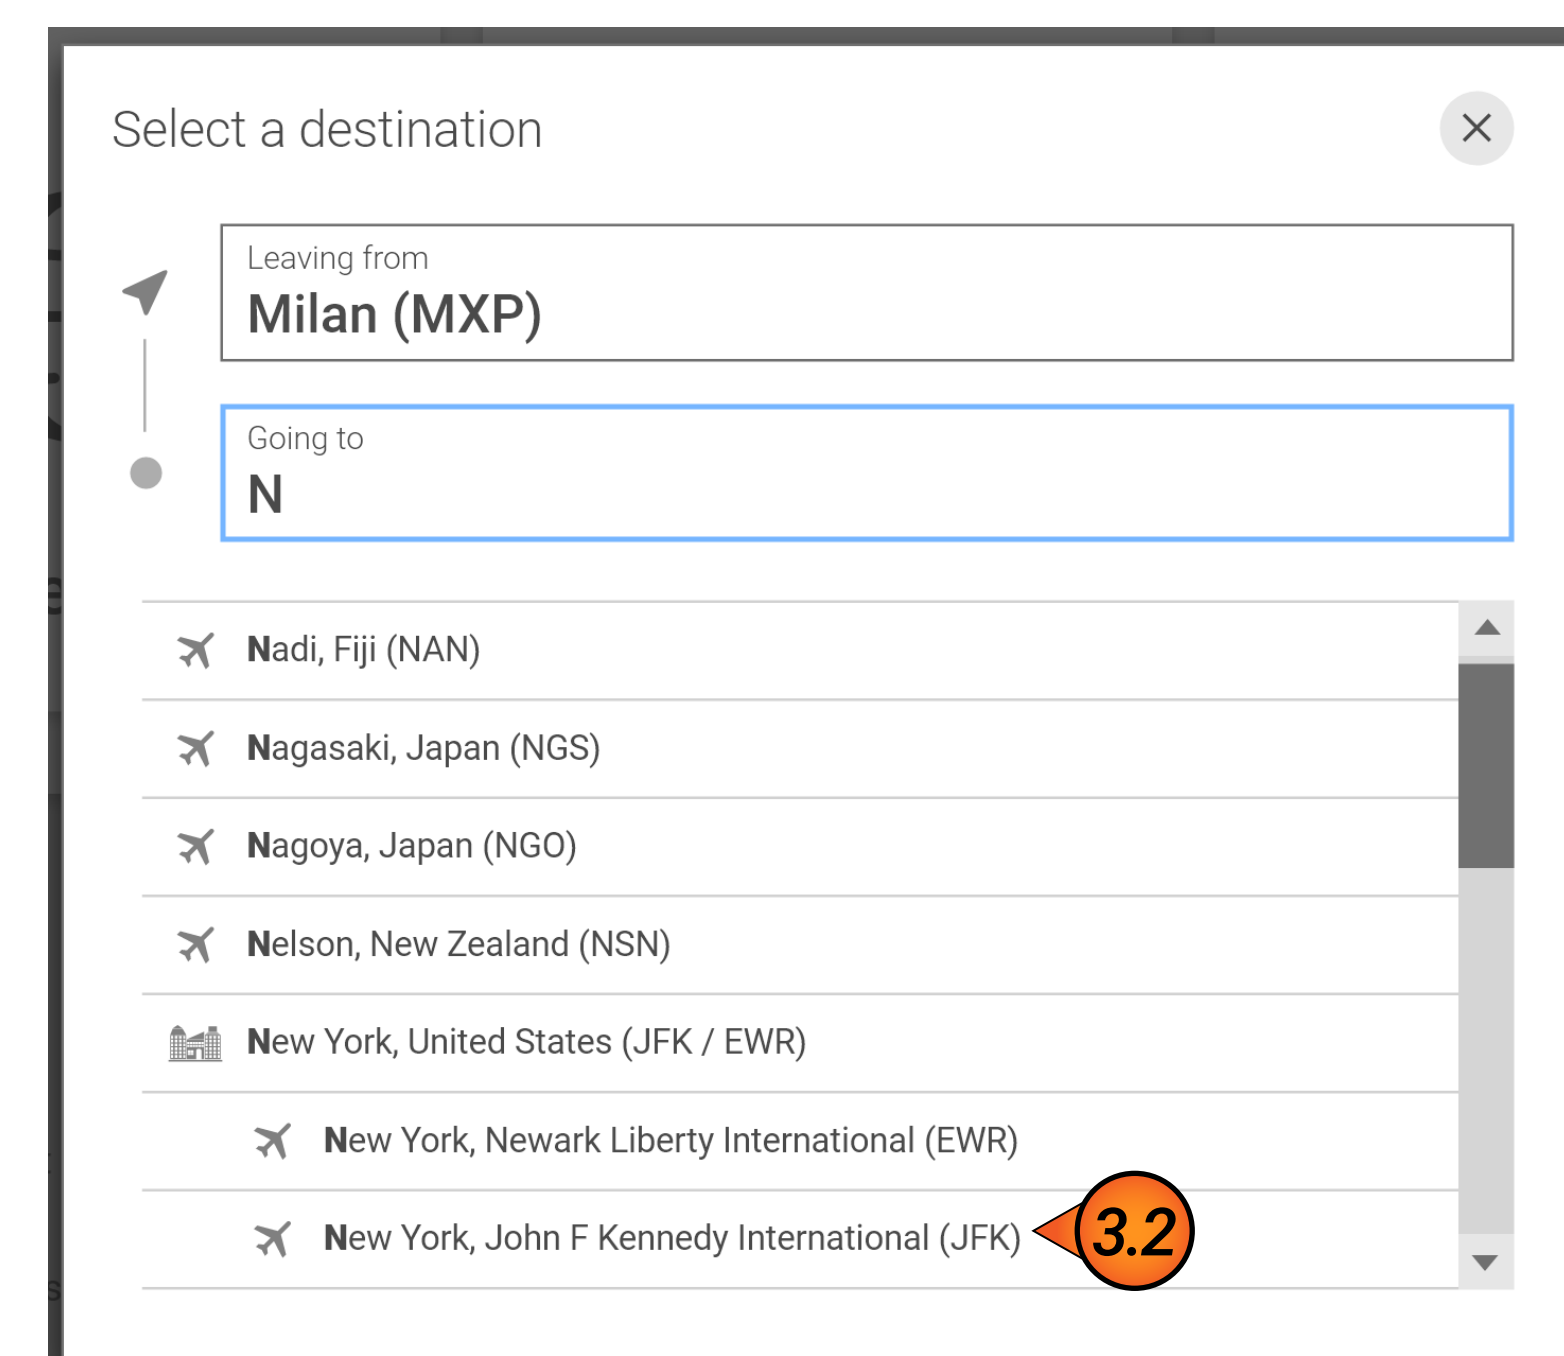 Select a destination
Leaving from
Milan (MXP)
Going to
N
Nadi, Fiji (NAN)
Nagasaki, Japan (NGS)
Nagoya, Japan (NGO)
Nelson, New Zealand (NSN)
New York, United States (JFK / EWR)
New York, Newark Liberty International (EWR)
New York, John F Kennedy International (JFK)
3.2